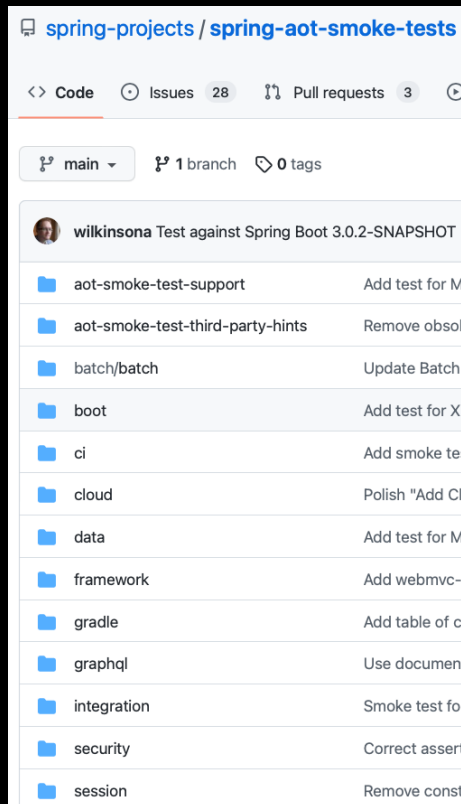 spring-projects / spring-aot-smoke-tests
<> Code Issues 28 Pull requests 3
main 1 branch 0 tags
wilkinsona Test against Spring Boot 3.0.2-SNAPSHOT
aot-smoke-test-support Add test for M
aot-smoke-test-third-party-hints Remove obsol
batch/batch Update Batch
boot Add test for X
ci Add smoke te
cloud Polish "Add Cl
data Add test for M
framework Add webmvc-
gradle Add table of c
graphql Use documen
integration Smoke test fo
security Correct assert
session Remove const